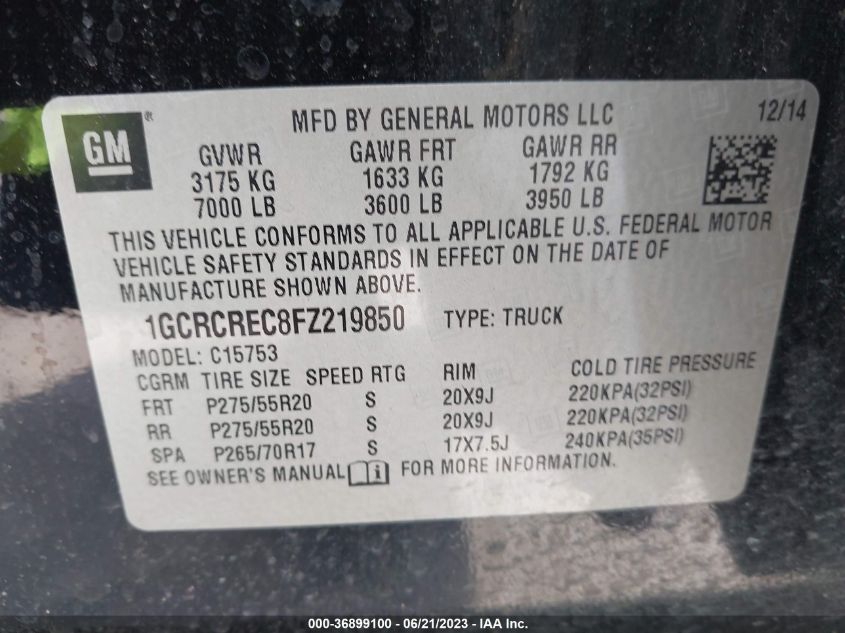 GM ®
MFD BY GENERAL MOTORS LLC 12/14
GVWR GAWR FRT GAWR RR
3175 KG 1633 KG 1792 KG
7000 LB 3600 LB 3950 LB
THIS VEHICLE CONFORMS TO ALL APPLICABLE U.S. FEDERAL MOTOR
VEHICLE SAFETY STANDARDS IN EFFECT ON THE DATE OF
MANUFACTURE SHOWN ABOVE.
1GCRCREC8FZ219850 TYPE: TRUCK
MODEL: C15753
CGRM TIRE SIZE SPEED RTG RIM COLD TIRE PRESSURE
FRT P275/55R20 S 20X9J 220KPA(32PSI)
RR P275/55R20 S 20X9J 220KPA(32PSI)
SPA P265/70R17 S 17X7.5J 240KPA(35PSI)
SEE OWNER'S MANUAL i FOR MORE INFORMATION.
000-36899100 - 06/21/2023 - IAA Inc.